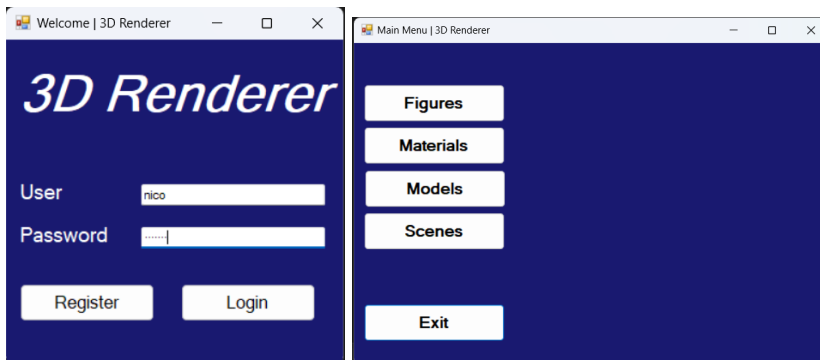 Welcome | 3D Renderer
3D Renderer
User nico
Password ·······
Register Login
Main Menu | 3D Renderer
Figures
Materials
Models
Scenes
Exit